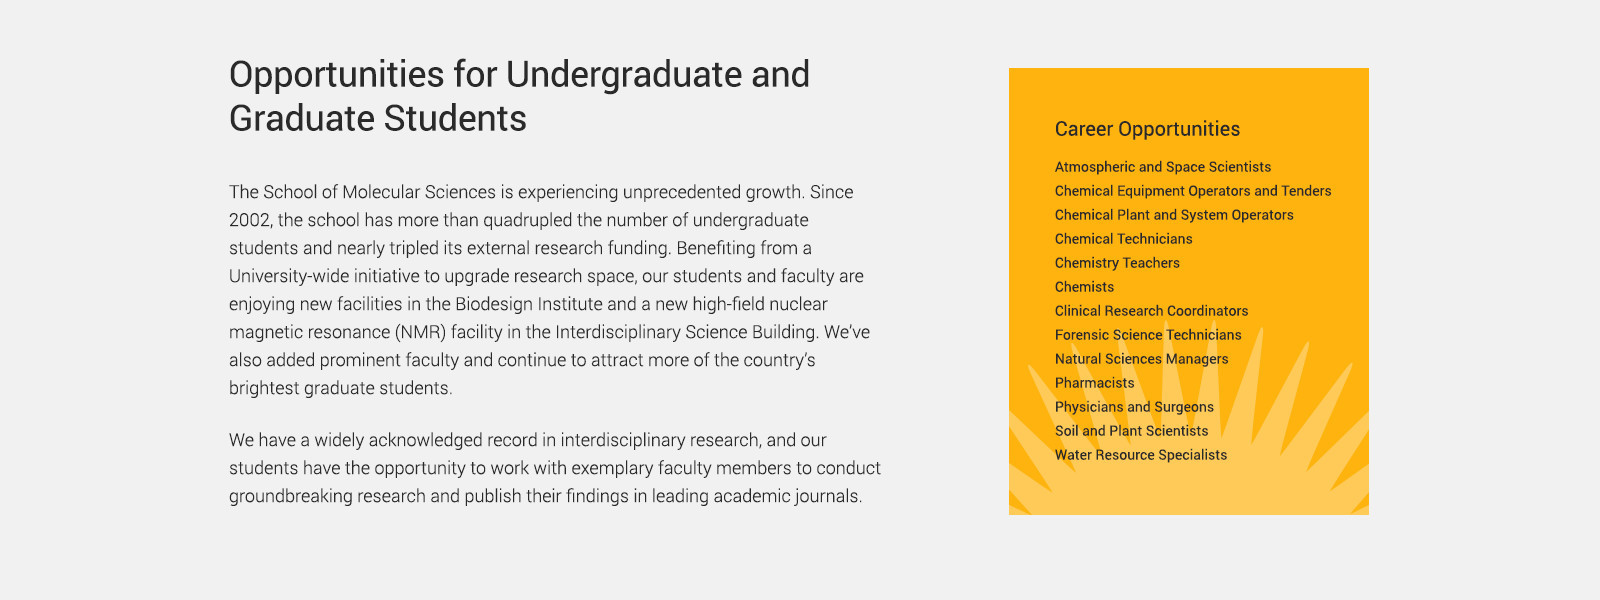 Opportunities for Undergraduate and
Graduate Students
The School of Molecular Sciences is experiencing unprecedented growth. Since
2002, the school has more than quadrupled the number of undergraduate
students and nearly tripled its external research funding. Benefiting from a
University-wide initiative to upgrade research space, our students and faculty are
enjoying new facilities in the Biodesign Institute and a new high-field nuclear
magnetic resonance (NMR) facility in the Interdisciplinary Science Building. We've
also added prominent faculty and continue to attract more of the country's
brightest graduate students.
We have a widely acknowledged record in interdisciplinary research, and our
students have the opportunity to work with exemplary faculty members to conduct
groundbreaking research and publish their findings in leading academic journals.
Career Opportunities
Atmospheric and Space Scientists
Chemical Equipment Operators and Tenders
Chemical Plant and System Operators
Chemical Technicians
Chemistry Teachers
Chemists
Clinical Research Coordinators
Forensic Science Technicians
Natural Sciences Managers
Pharmacists
Physicians and Surgeons
Soil and Plant Scientists
Water Resource Specialists